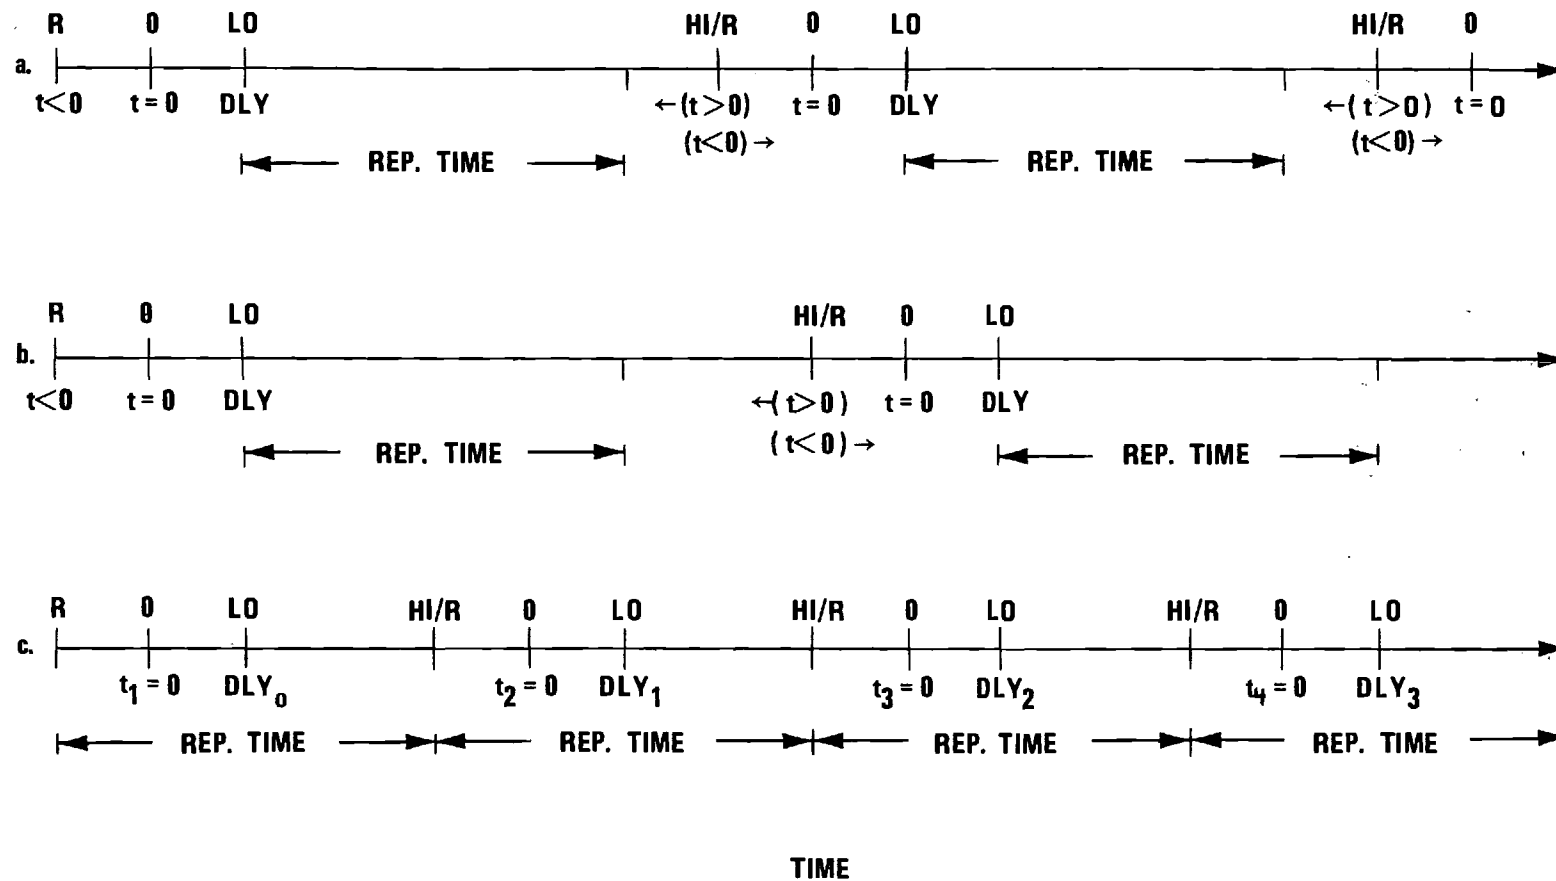 R 0 LO HI/R 0 LO HI/R 0
a.
t<0 t=0 DLY ←(t>0) t=0 DLY ←(t>0) t=0
(t<0)→ (t<0)→
REP. TIME REP. TIME
R 0 LO HI/R 0 LO
b.
t<0 t=0 DLY ←(t>0) t=0 DLY
(t<0)→
REP. TIME REP. TIME
R 0 LO HI/R 0 LO HI/R 0 LO HI/R 0 LO
c.
t₁=0 DLY₀ t₂=0 DLY₁ t₃=0 DLY₂ t₄=0 DLY₃
REP. TIME REP. TIME REP. TIME REP. TIME
TIME